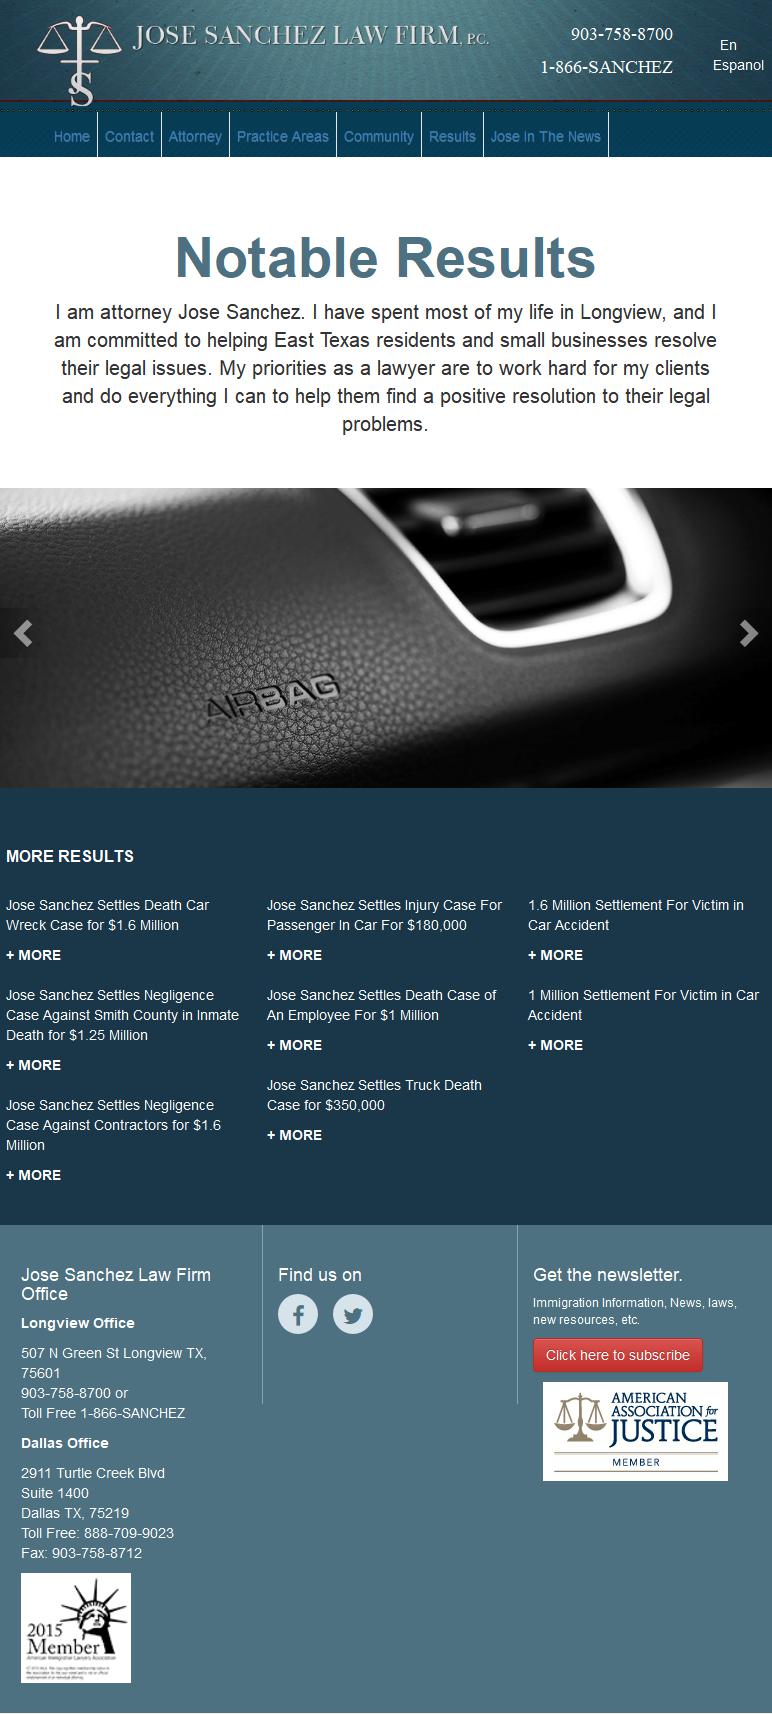 JOSE SANCHEZ LAW FIRM, P.C.
903-758-8700
1-866-SANCHEZ
En
Espanol
Home
Contact
Attorney
Practice Areas
Community
Results
Jose In The News
Notable Results
I am attorney Jose Sanchez. I have spent most of my life in Longview, and I
am committed to helping East Texas residents and small businesses resolve
their legal issues. My priorities as a lawyer are to work hard for my clients
and do everything I can to help them find a positive resolution to their legal
problems.
AIRBAG
MORE RESULTS
Jose Sanchez Settles Death Car
Wreck Case for $1.6 Million
+ MORE
Jose Sanchez Settles Negligence
Case Against Smith County in Inmate
Death for $1.25 Million
+ MORE
Jose Sanchez Settles Negligence
Case Against Contractors for $1.6
Million
+ MORE
Jose Sanchez Settles Injury Case For
Passenger In Car For $180,000
+ MORE
Jose Sanchez Settles Death Case of
An Employee For $1 Million
+ MORE
Jose Sanchez Settles Truck Death
Case for $350,000
+ MORE
1.6 Million Settlement For Victim in
Car Accident
+ MORE
1 Million Settlement For Victim in Car
Accident
+ MORE
Jose Sanchez Law Firm
Office
Longview Office
507 N Green St Longview TX,
75601
903-758-8700 or
Toll Free 1-866-SANCHEZ
Dallas Office
2911 Turtle Creek Blvd
Suite 1400
Dallas TX, 75219
Toll Free: 888-709-9023
Fax: 903-758-8712
2015
Member
American Immigration Lawyers Association
Find us on
Get the newsletter.
Immigration Information, News, laws,
new resources, etc.
Click here to subscribe
AMERICAN
ASSOCIATION for
JUSTICE
MEMBER